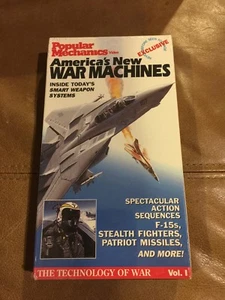 Popular
Mechanics
Video
EXCLUSIVE
America's New
WAR MACHINES
INSIDE TODAY'S
SMART WEAPON
SYSTEMS
SPECTACULAR
ACTION
SEQUENCES
F-15s,
STEALTH FIGHTERS,
PATRIOT MISSILES,
AND MORE!
THE TECHNOLOGY OF WAR Vol. 1